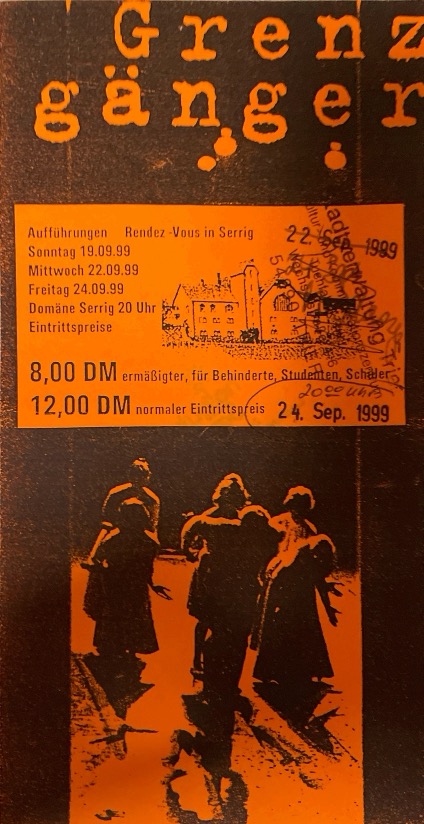 Grenz
gänger
Aufführungen Rendez-Vous in Serrig
Sonntag 19.09.99
Mittwoch 22.09.99
Freitag 24.09.99
Domäne Serrig 20 Uhr
Eintrittspreise
8,00 DM ermäßigter, für Behinderte, Studenten, Schüler
12,00 DM normaler Eintrittspreis
22. Sep. 1999
Stadtverwaltung
2000 Uhr
24. Sep. 1999